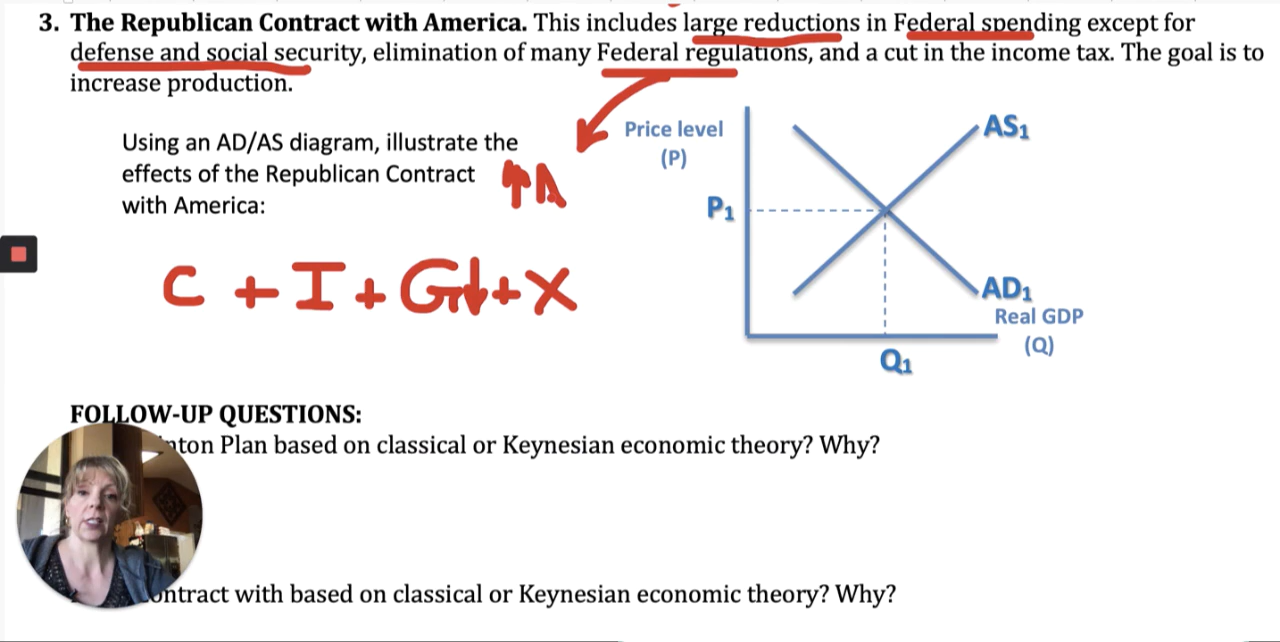 3. The Republican Contract with America. This includes large reductions in Federal spending except for
defense and social security, elimination of many Federal regulations, and a cut in the income tax. The goal is to
increase production.
Using an AD/AS diagram, illustrate the
effects of the Republican Contract
with America:
C + I + G↓ + X
Price level
(P)
P1
AS1
AD1
Real GDP
(Q)
Q1
FOLLOW-UP QUESTIONS:
Plan based on classical or Keynesian economic theory? Why?
with based on classical or Keynesian economic theory? Why?